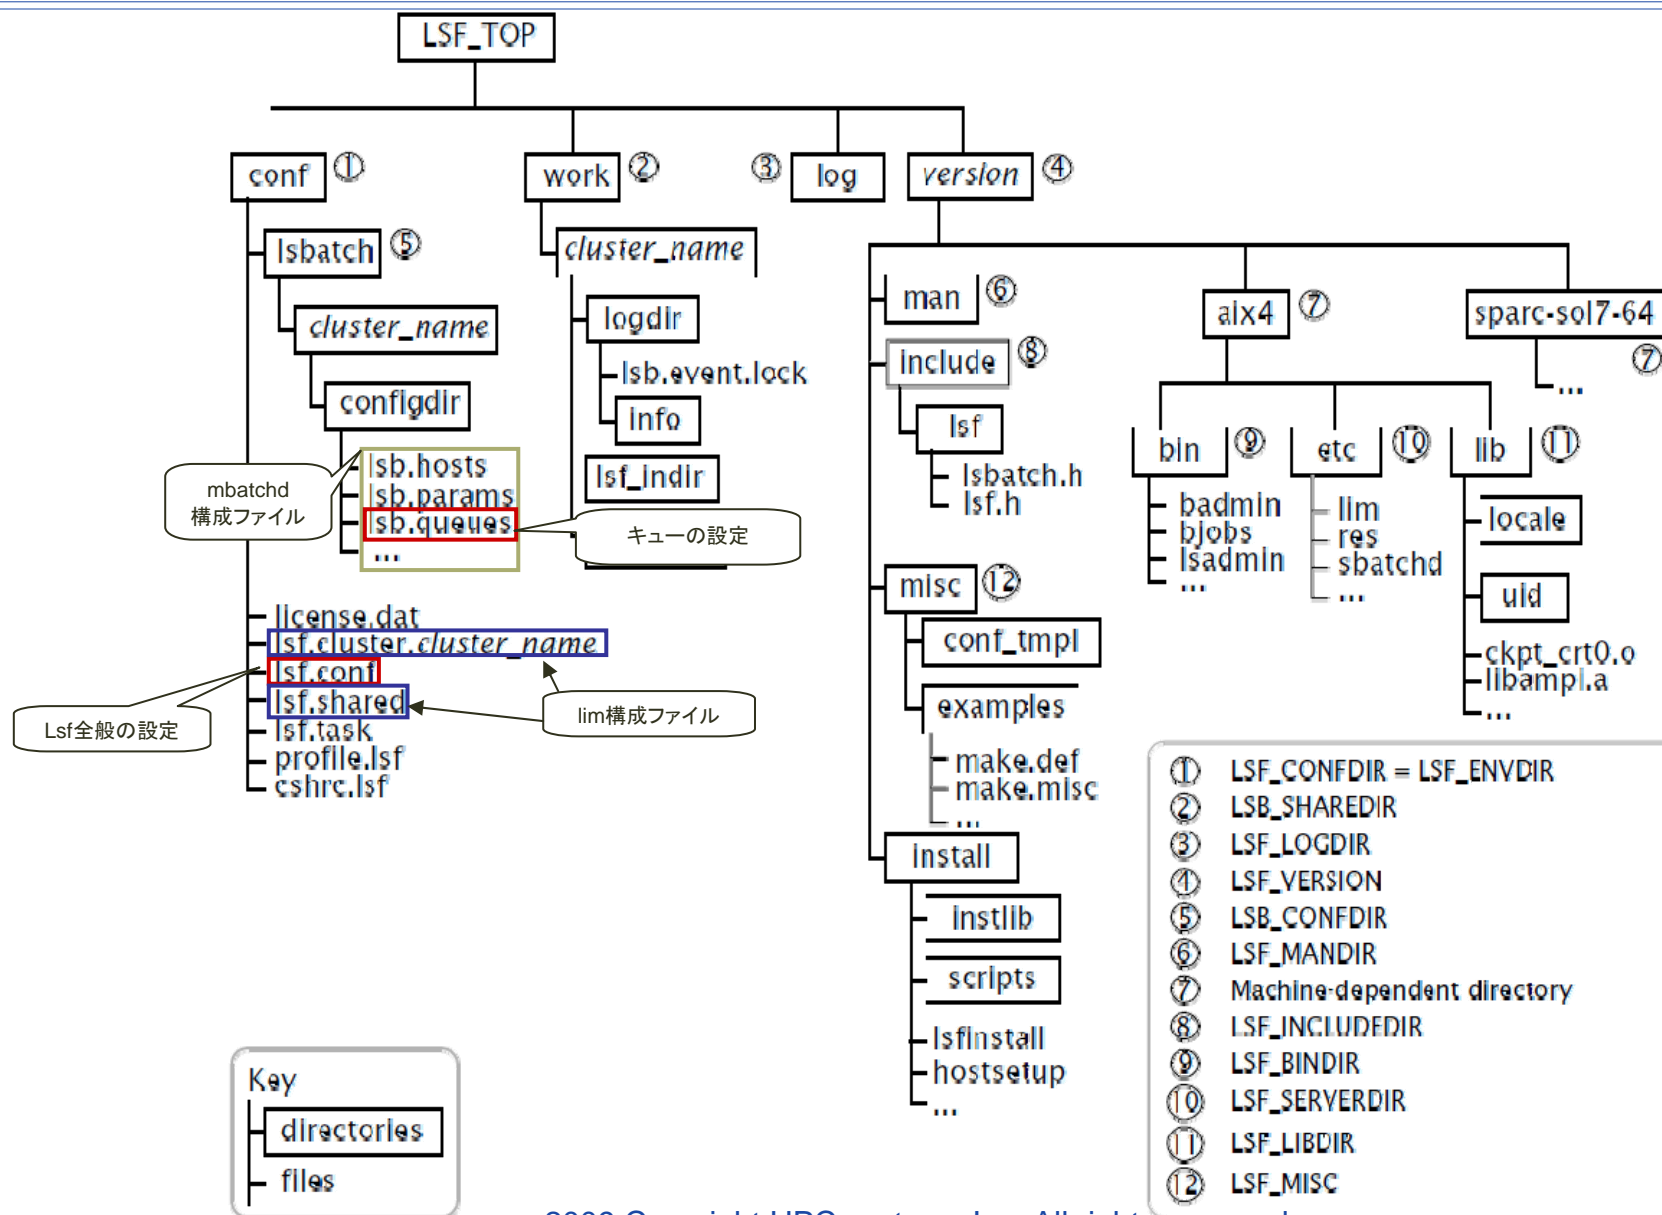 LSF_TOP
conf ①
work ②
③ log
version ④
lsbatch ⑤
cluster_name
configdir
lsb.hosts
lsb.params
lsb.queues
...
mbatchd
構成ファイル
キューの設定
license.dat
lsf.cluster.cluster_name
lsf.conf
lsf.shared
lsf.task
profile.lsf
cshrc.lsf
Lsf全般の設定
lim構成ファイル
cluster_name
logdir
lsb.event.lock
info
lsf_indir
man ⑥
include ⑧
lsf
lsbatch.h
lsf.h
misc ⑫
conf_tmpl
examples
make.def
make.misc
...
install
instlib
scripts
lsfinstall
hostsetup
...
aix4 ⑦
sparc-sol7-64
⑦
...
bin ⑨
badmin
bjobs
lsadmin
...
etc ⑩
lim
res
sbatchd
...
lib ⑪
locale
uid
ckpt_crt0.o
libampi.a
...
① LSF_CONFDIR = LSF_ENVDIR
② LSB_SHAREDIR
③ LSF_LOGDIR
④ LSF_VERSION
⑤ LSB_CONFDIR
⑥ LSF_MANDIR
⑦ Machine-dependent directory
⑧ LSF_INCLUDEDIR
⑨ LSF_BINDIR
⑩ LSF_SERVERDIR
⑪ LSF_LIBDIR
⑫ LSF_MISC
Key
directories
files